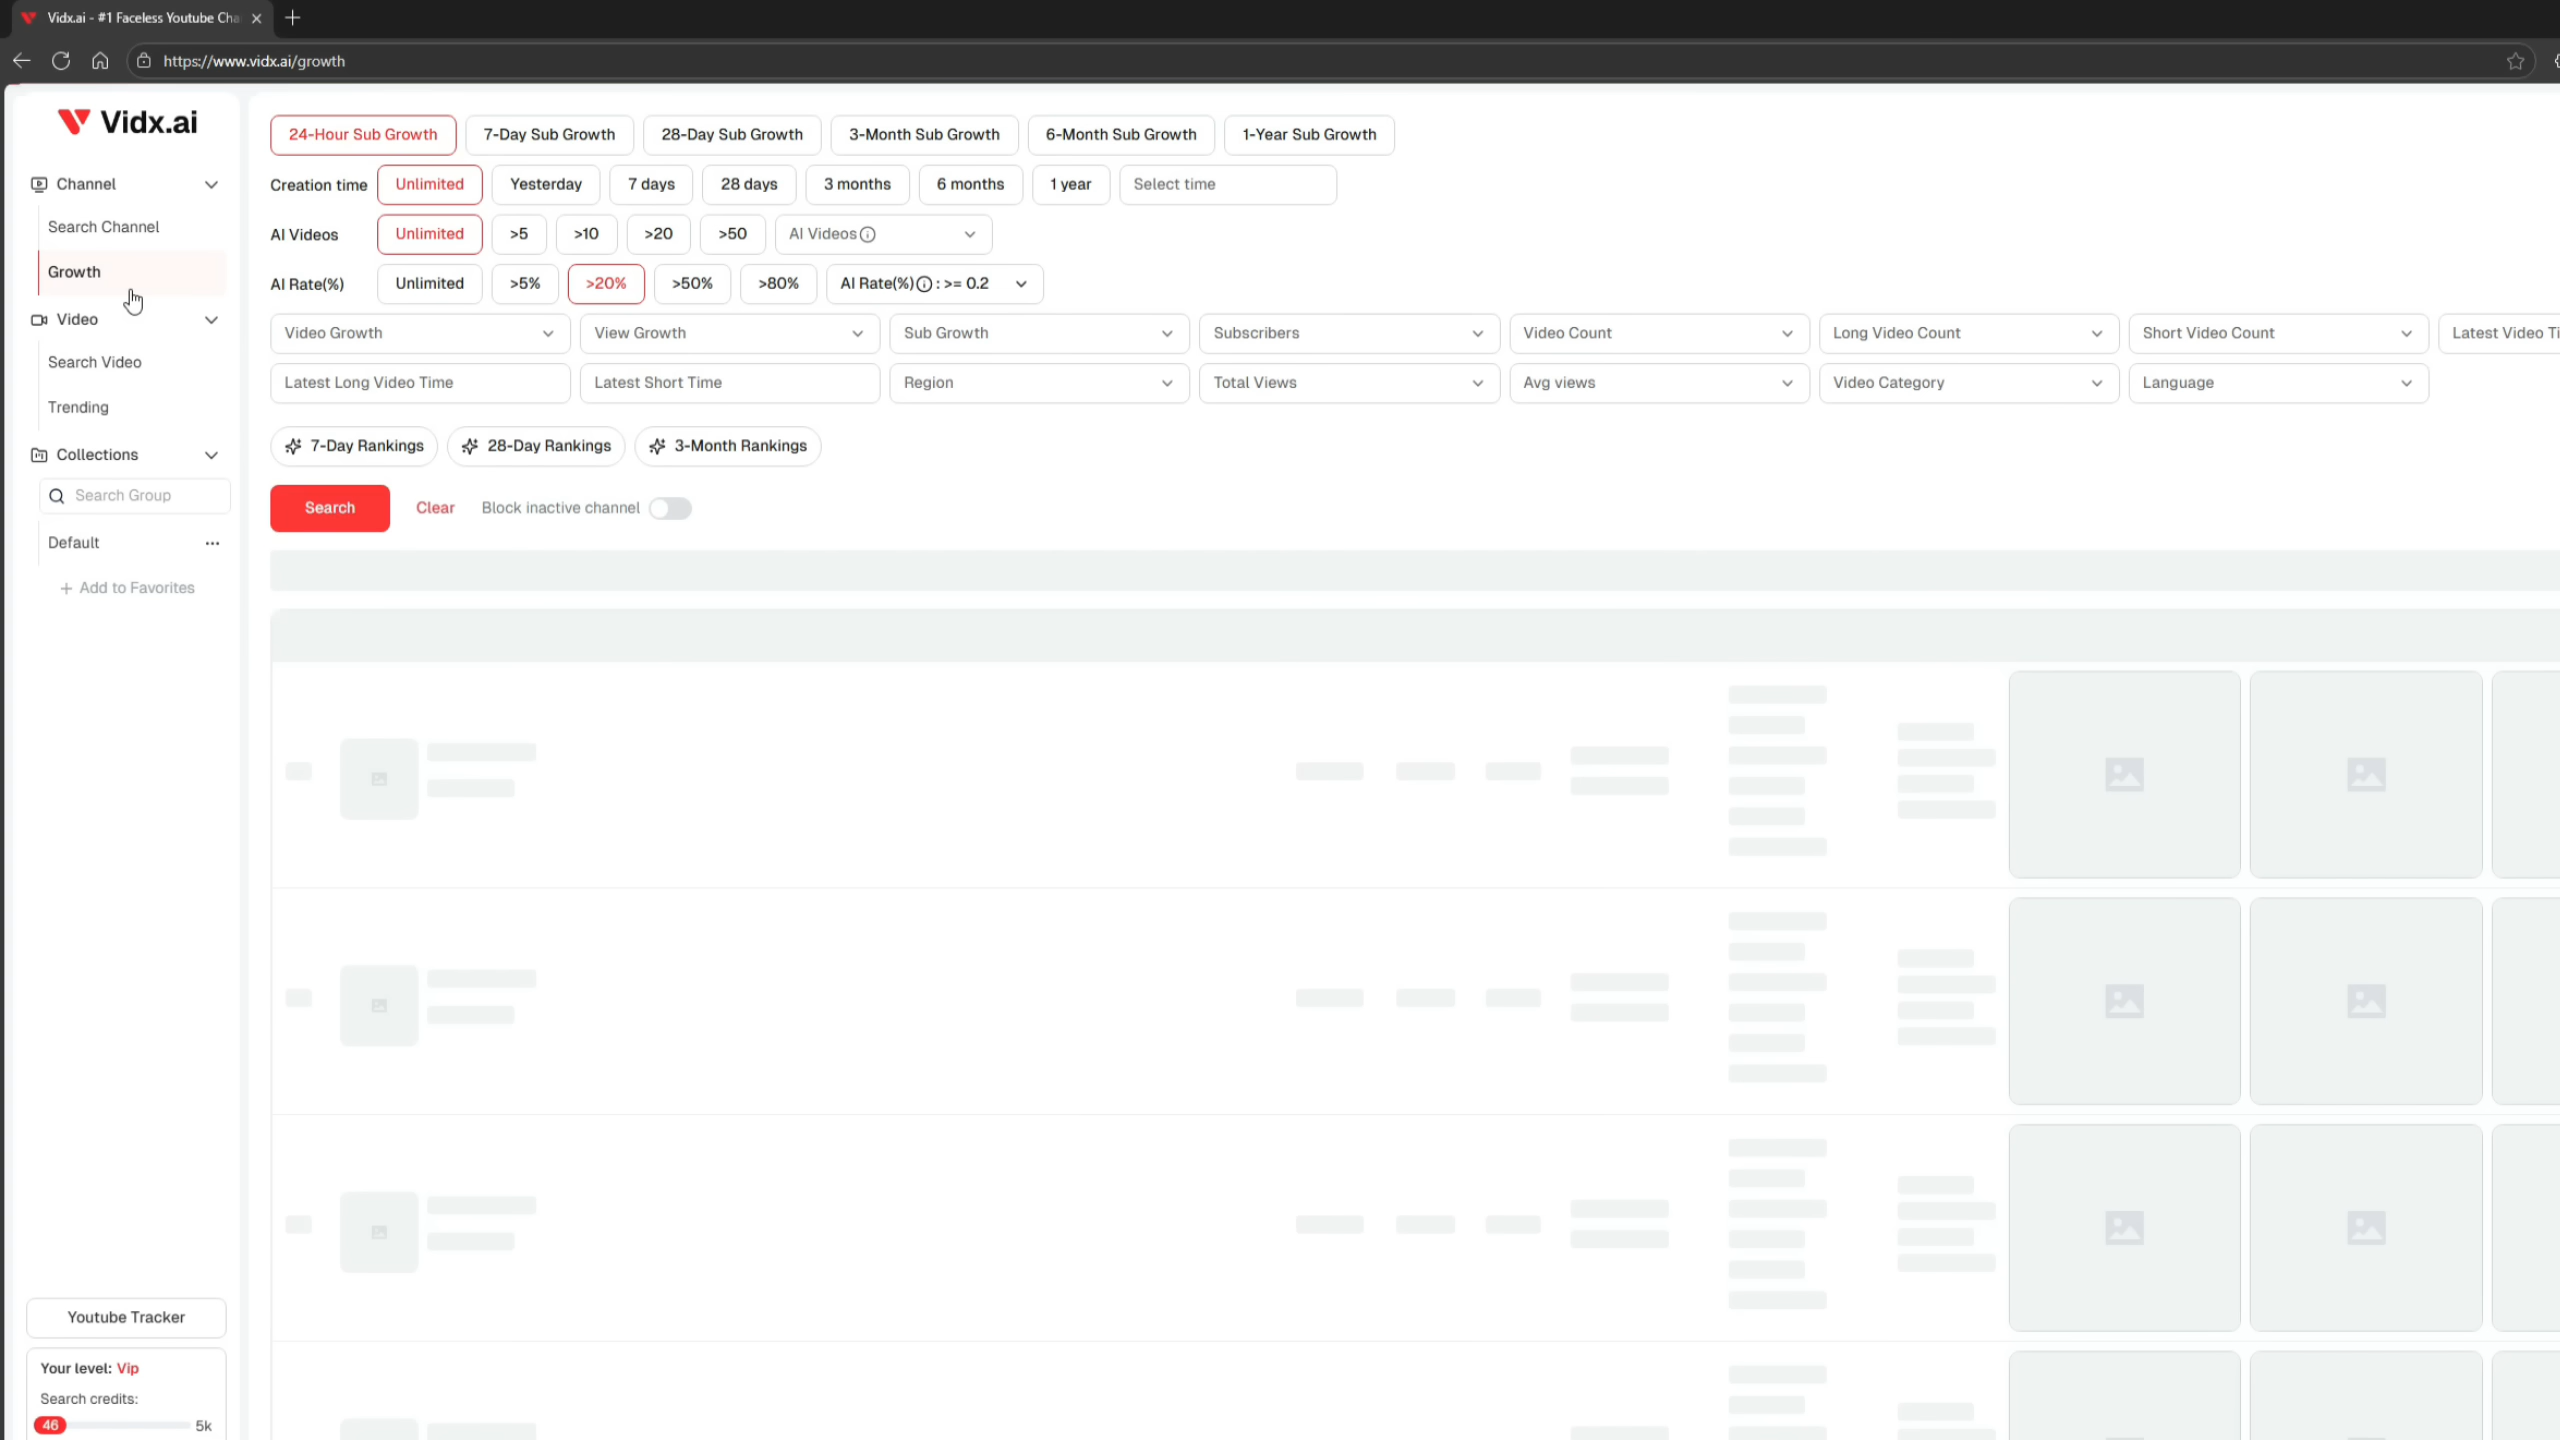 Vidx.ai - #1 Faceless Youtube Cha
https://www.vidx.ai/growth
Vidx.ai
Channel
Search Channel
Growth
Video
Search Video
Trending
Collections
Search Group
Default
Add to Favorites
Youtube Tracker
Your level: Vip
Search credits:
46 5k
24-Hour Sub Growth 7-Day Sub Growth 28-Day Sub Growth 3-Month Sub Growth 6-Month Sub Growth 1-Year Sub Growth
Creation time Unlimited Yesterday 7 days 28 days 3 months 6 months 1 year Select time
AI Videos Unlimited >5 >10 >20 >50 AI Videos
AI Rate(%) Unlimited >5% >20% >50% >80% AI Rate(%) : >= 0.2
Video Growth View Growth Sub Growth Subscribers Video Count Long Video Count Short Video Count Latest Video Ti
Latest Long Video Time Latest Short Time Region Total Views Avg views Video Category Language
7-Day Rankings 28-Day Rankings 3-Month Rankings
Search Clear Block inactive channel